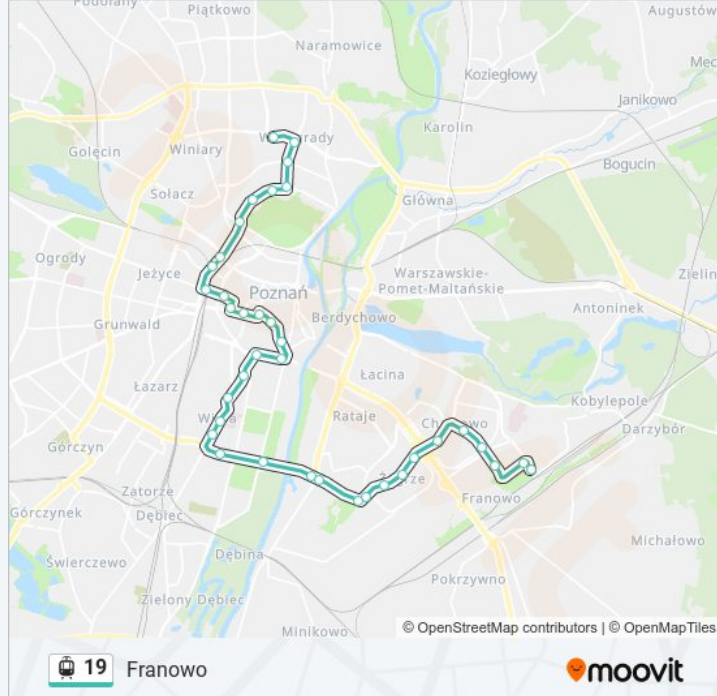 Podolany
Piątkowo
Augustów
Naramowice
Koziegłowy
Janikowo
Karolin
Golęcin
Winiary
Bogucin
Sołacz
Główna
Ogrody
Jeżyce
Poznań
Warszawskie-
Pomet-Maltańskie
Zielin
Antoninek
Grunwald
Berdychowo
Łacina
Łazarz
Kobylepole
Rataje
Darzybór
Górczyn
Zatorze
Franowo
Górczynek
Dębiec
Michałowo
Dębina
Świerczewo
Pokrzywno
Zielony Dębiec
Minikowo
© OpenStreetMap contributors | © OpenMapTiles
19 Franowo
moovit